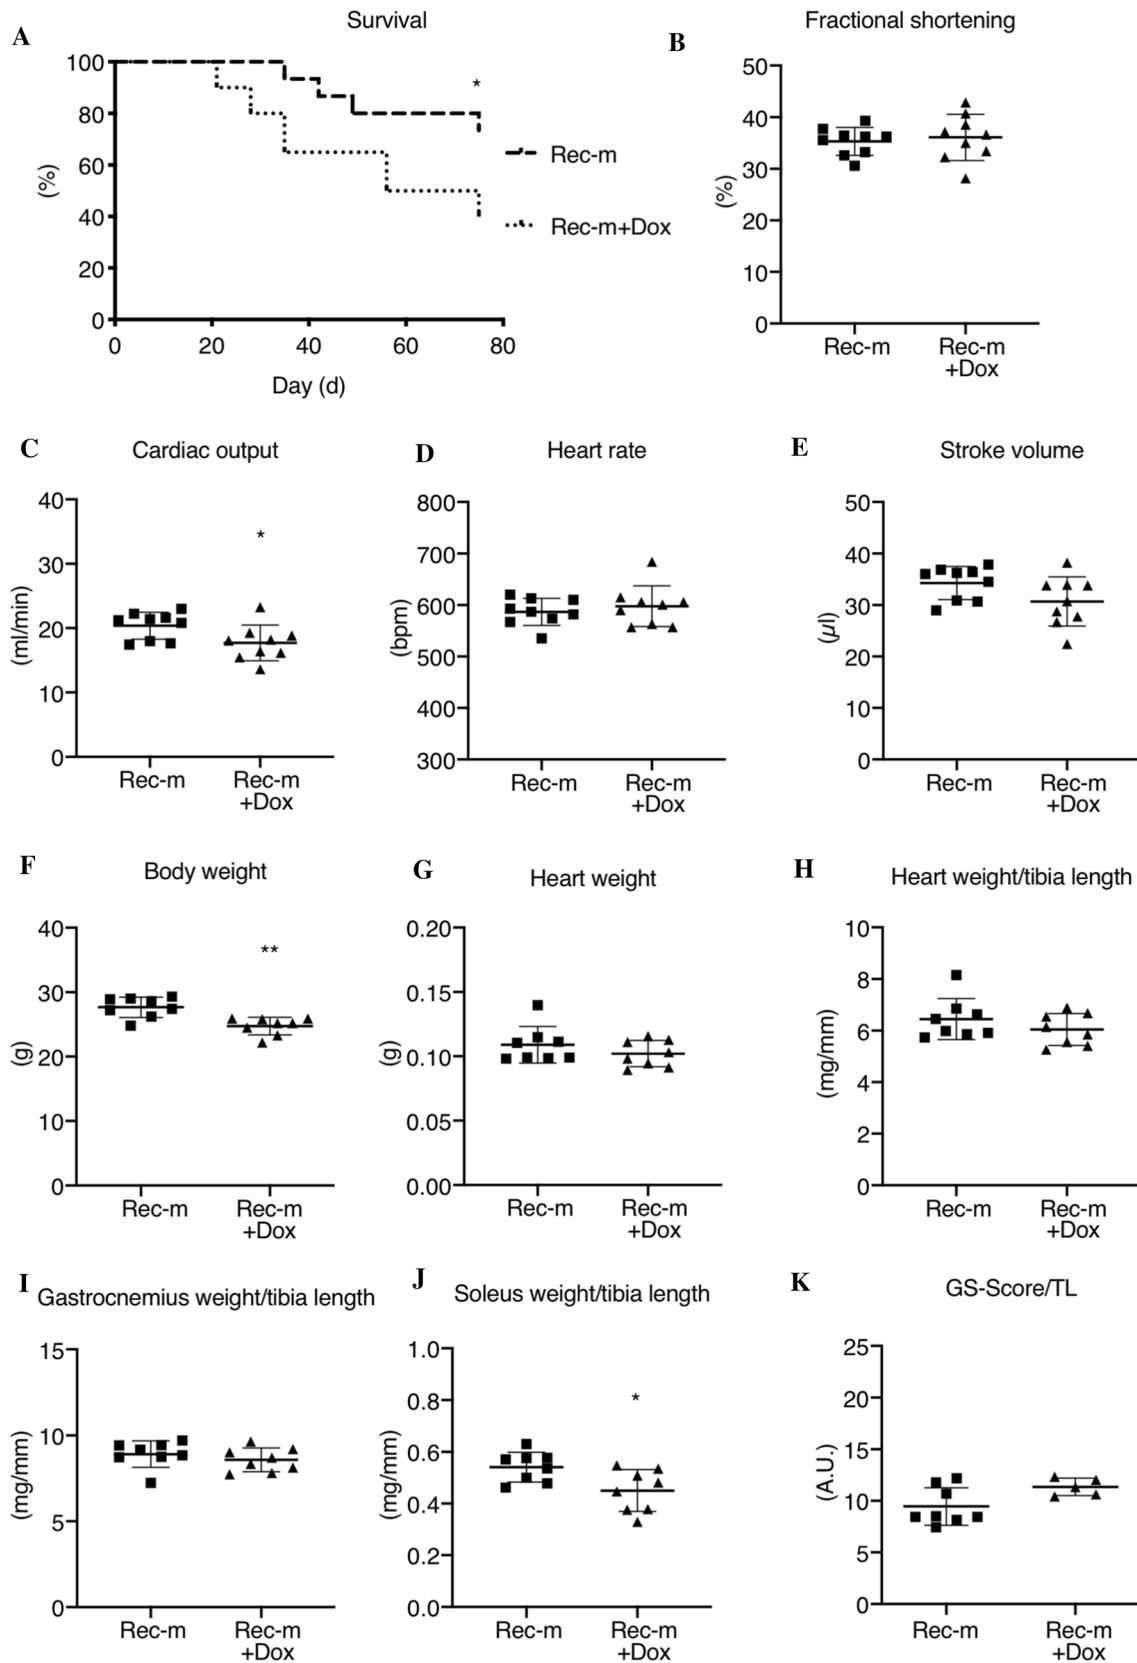 A
Survival
100
80
60
40
20
0
(%)
0 20 40 60 80
Day (d)
*
Rec-m
Rec-m+Dox
B
Fractional shortening
50
40
30
20
10
0
(%)
Rec-m
Rec-m
+Dox
C
Cardiac output
40
30
20
10
0
(ml/min)
*
Rec-m
Rec-m
+Dox
D
Heart rate
800
700
600
500
400
300
(bpm)
Rec-m
Rec-m
+Dox
E
Stroke volume
50
40
30
20
10
0
(µl)
Rec-m
Rec-m
+Dox
F
Body weight
40
30
20
10
0
(g)
**
Rec-m
Rec-m
+Dox
G
Heart weight
0.20
0.15
0.10
0.05
0.00
(g)
Rec-m
Rec-m
+Dox
H
Heart weight/tibia length
10
8
6
4
2
0
(mg/mm)
Rec-m
Rec-m
+Dox
I
Gastrocnemius weight/tibia length
15
10
5
0
(mg/mm)
Rec-m
Rec-m
+Dox
J
Soleus weight/tibia length
1.0
0.8
0.6
0.4
0.2
0.0
(mg/mm)
*
Rec-m
Rec-m
+Dox
K
GS-Score/TL
25
20
15
10
5
0
(A.U.)
Rec-m
Rec-m
+Dox